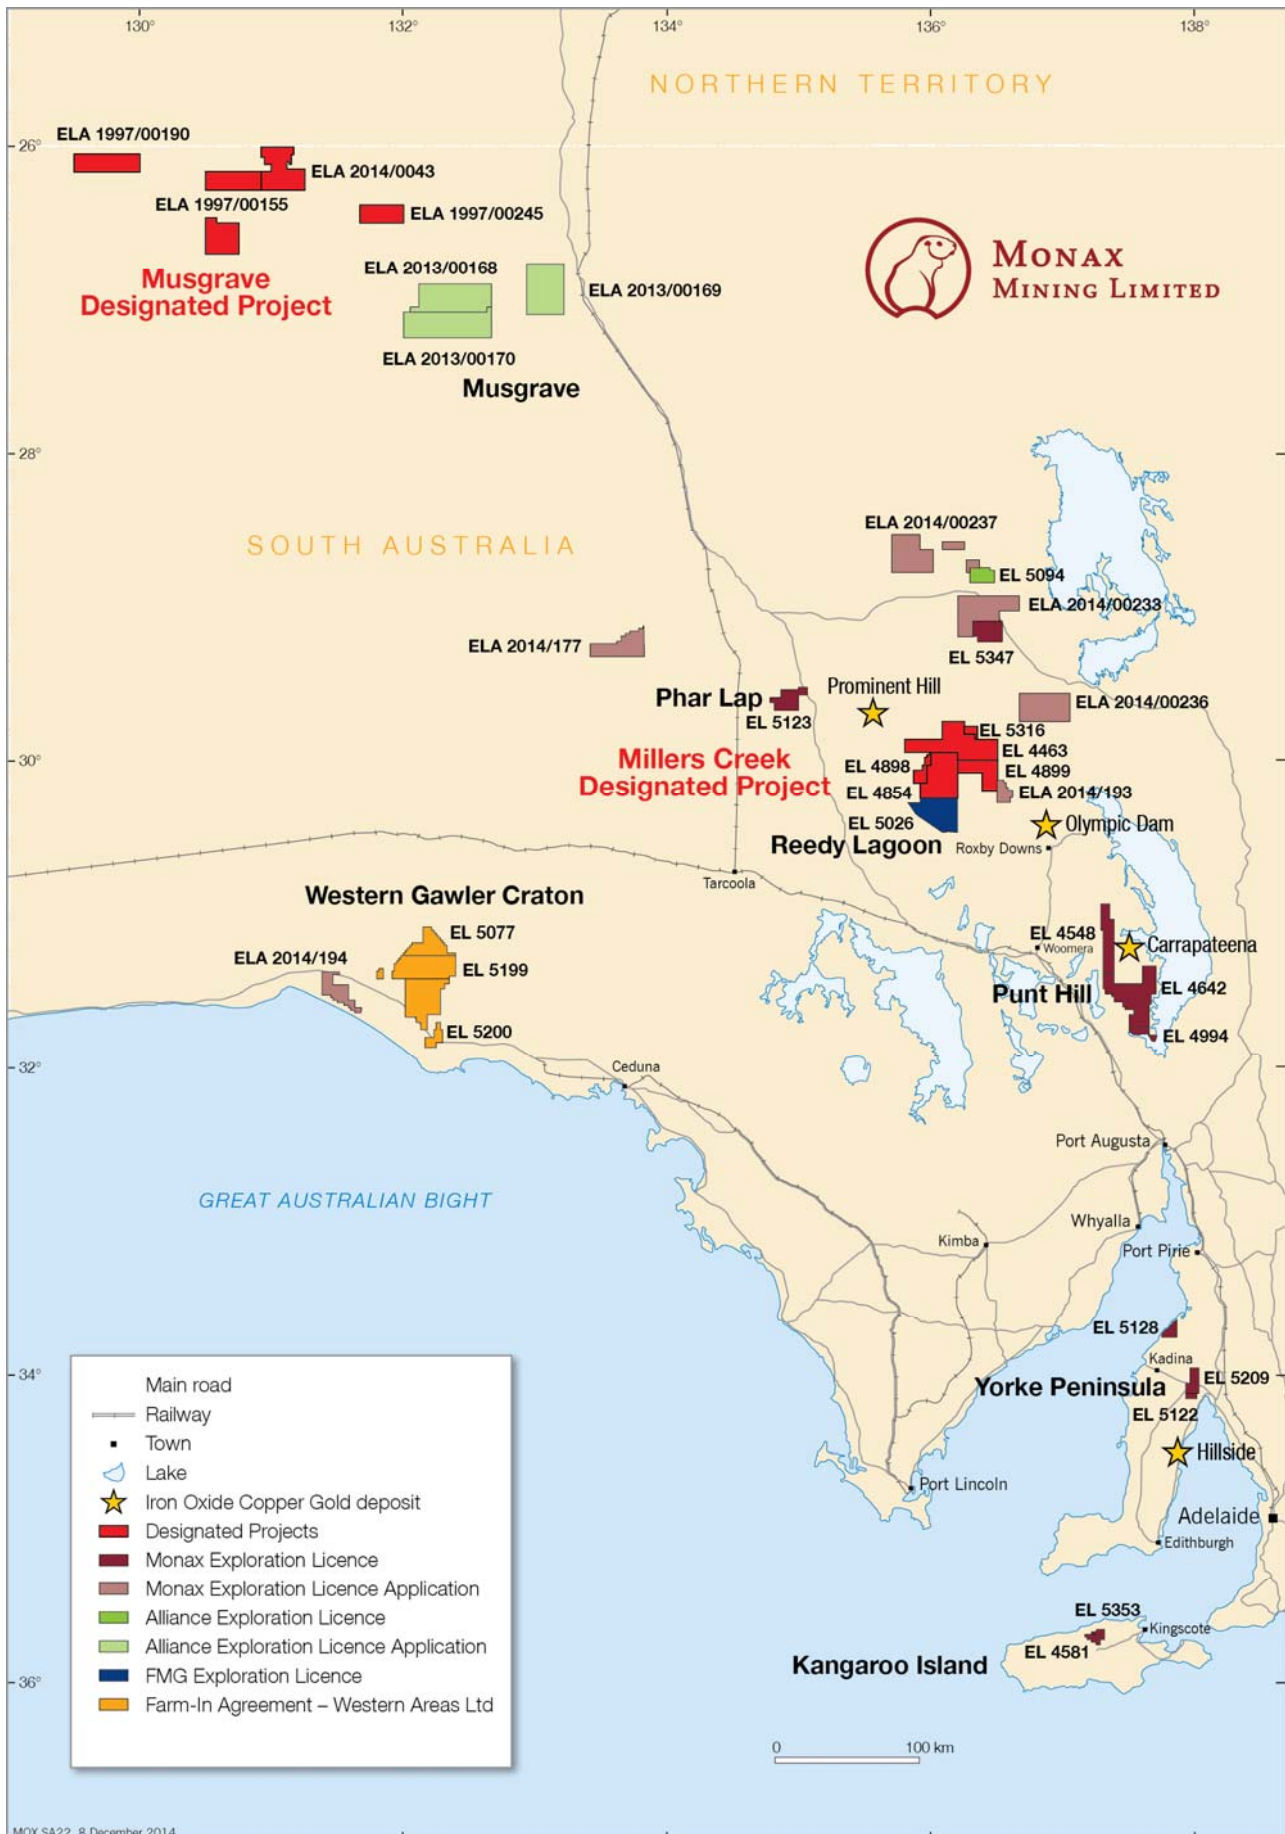 130°
132°
134°
136°
138°
NORTHERN TERRITORY
ELA 1997/00190
26°
ELA 2014/0043
ELA 1997/00155
ELA 1997/00245
Musgrave
Designated Project
ELA 2013/00168
ELA 2013/00169
ELA 2013/00170
Musgrave
MONAX
MINING LIMITED
28°
SOUTH AUSTRALIA
ELA 2014/00237
EL 5094
ELA 2014/00233
ELA 2014/177
EL 5347
Phar Lap
EL 5123
Prominent Hill
ELA 2014/00236
EL 5316
30°
Millers Creek
Designated Project
EL 4898
EL 4463
EL 4899
EL 4854
ELA 2014/193
EL 5026
Olympic Dam
Reedy Lagoon
Roxby Downs
Tarcoola
Western Gawler Craton
EL 5077
ELA 2014/194
EL 5199
EL 5200
EL 4548
Woomera
Carrapateena
Punt Hill
EL 4642
EL 4994
32°
Ceduna
Port Augusta
GREAT AUSTRALIAN BIGHT
Whyalla
Kimba
Port Pirie
EL 5128
Kadina
34°
Yorke Peninsula
EL 5209
EL 5122
Hillside
Port Lincoln
Adelaide
Edithburgh
EL 5353
Kingscote
EL 4581
Kangaroo Island
36°
Main road
Railway
Town
Lake
Iron Oxide Copper Gold deposit
Designated Projects
Monax Exploration Licence
Monax Exploration Licence Application
Alliance Exploration Licence
Alliance Exploration Licence Application
FMG Exploration Licence
Farm-In Agreement – Western Areas Ltd
0 100 km
MOX SA22 8 December 2014